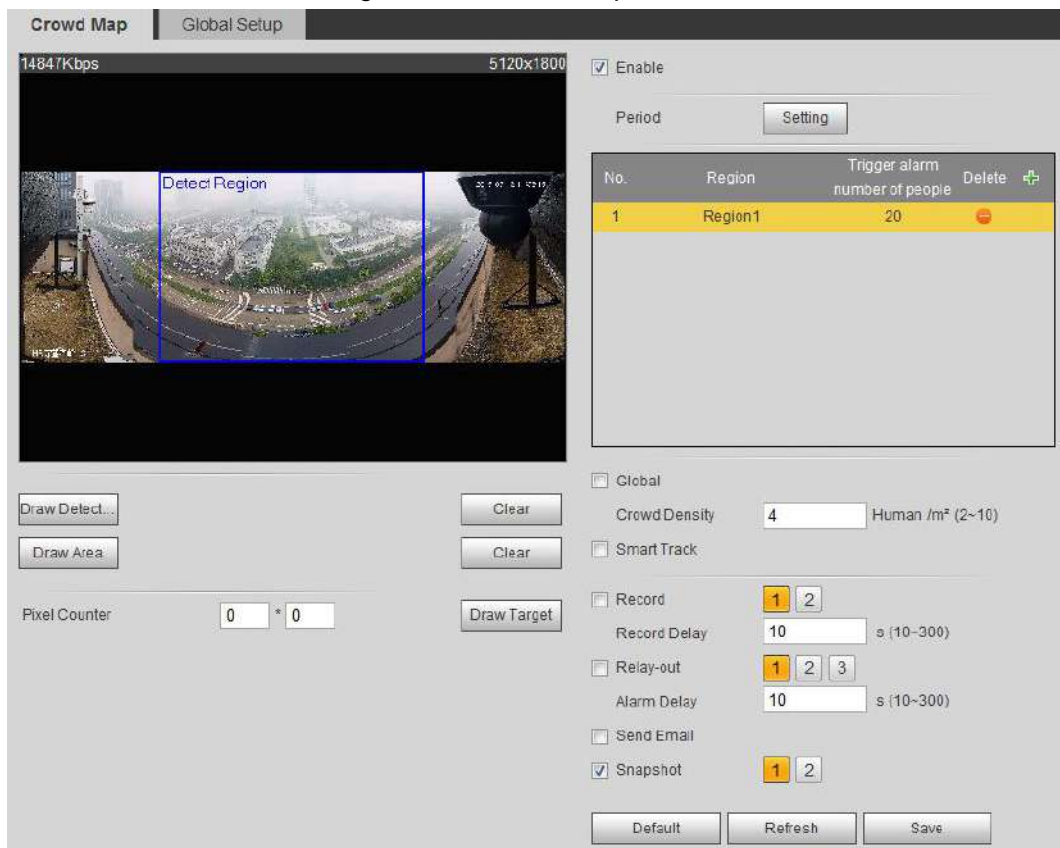 Crowd Map Global Setup
14847Kbps 5120x1800
Detect Region
Draw Detect... Clear
Draw Area Clear
Pixel Counter 0 * 0 Draw Target
Enable
Period Setting
No. Region Trigger alarm number of people Delete
1 Region1 20
Global
Crowd Density 4 Human /m² (2~10)
Smart Track
Record 1 2
Record Delay 10 s (10~300)
Relay-out 1 2 3
Alarm Delay 10 s (10~300)
Send Email
Snapshot 1 2
Default Refresh Save